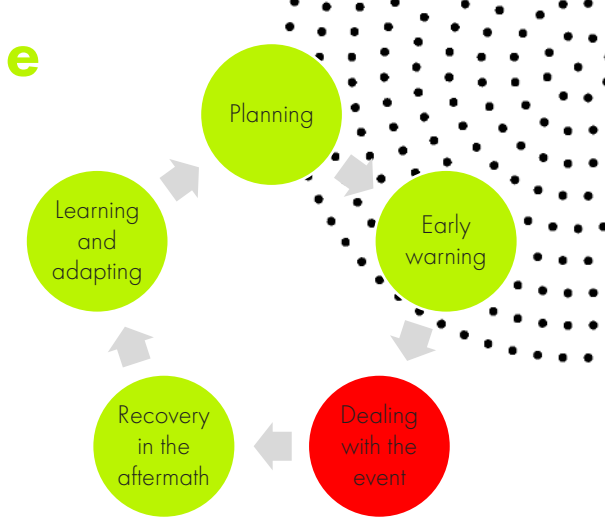 e
Planning
Early
warning
Dealing
with the
event
Recovery
in the
aftermath
Learning
and
adapting